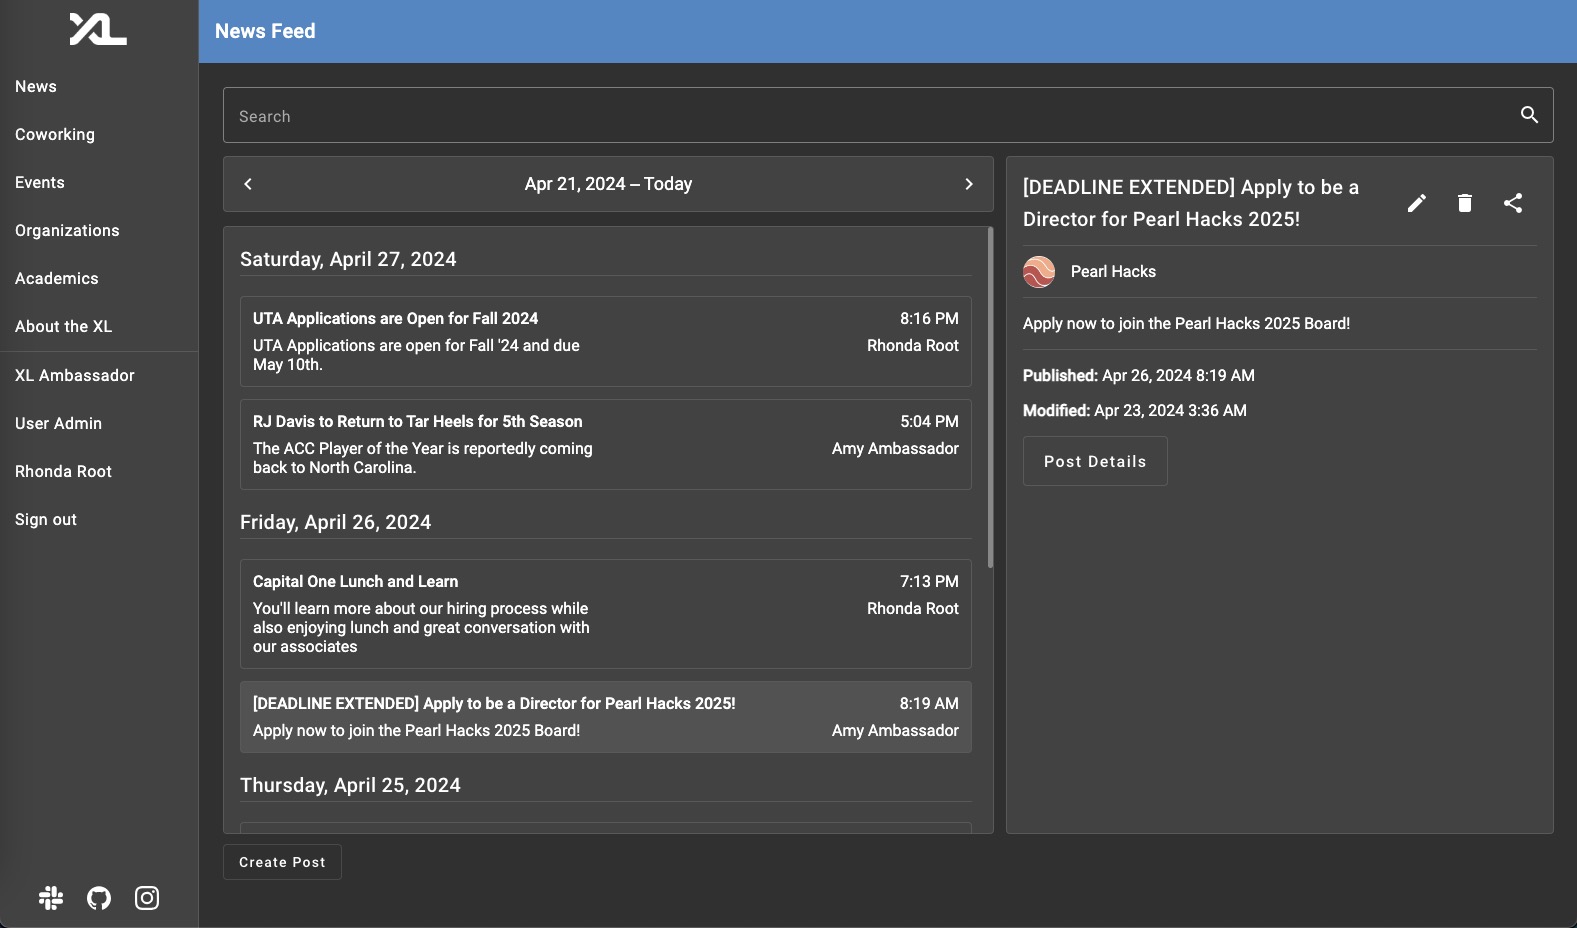 XL
News
Coworking
Events
Organizations
Academics
About the XL
XL Ambassador
User Admin
Rhonda Root
Sign out
News Feed
Search
Apr 21, 2024 – Today
Saturday, April 27, 2024
UTA Applications are Open for Fall 2024 8:16 PM
UTA Applications are open for Fall '24 and due Rhonda Root
May 10th.
RJ Davis to Return to Tar Heels for 5th Season 5:04 PM
The ACC Player of the Year is reportedly coming Amy Ambassador
back to North Carolina.
Friday, April 26, 2024
Capital One Lunch and Learn 7:13 PM
You'll learn more about our hiring process while Rhonda Root
also enjoying lunch and great conversation with
our associates
[DEADLINE EXTENDED] Apply to be a Director for Pearl Hacks 2025! 8:19 AM
Apply now to join the Pearl Hacks 2025 Board! Amy Ambassador
Thursday, April 25, 2024
Create Post
[DEADLINE EXTENDED] Apply to be a
Director for Pearl Hacks 2025!
Pearl Hacks
Apply now to join the Pearl Hacks 2025 Board!
Published: Apr 26, 2024 8:19 AM
Modified: Apr 23, 2024 3:36 AM
Post Details